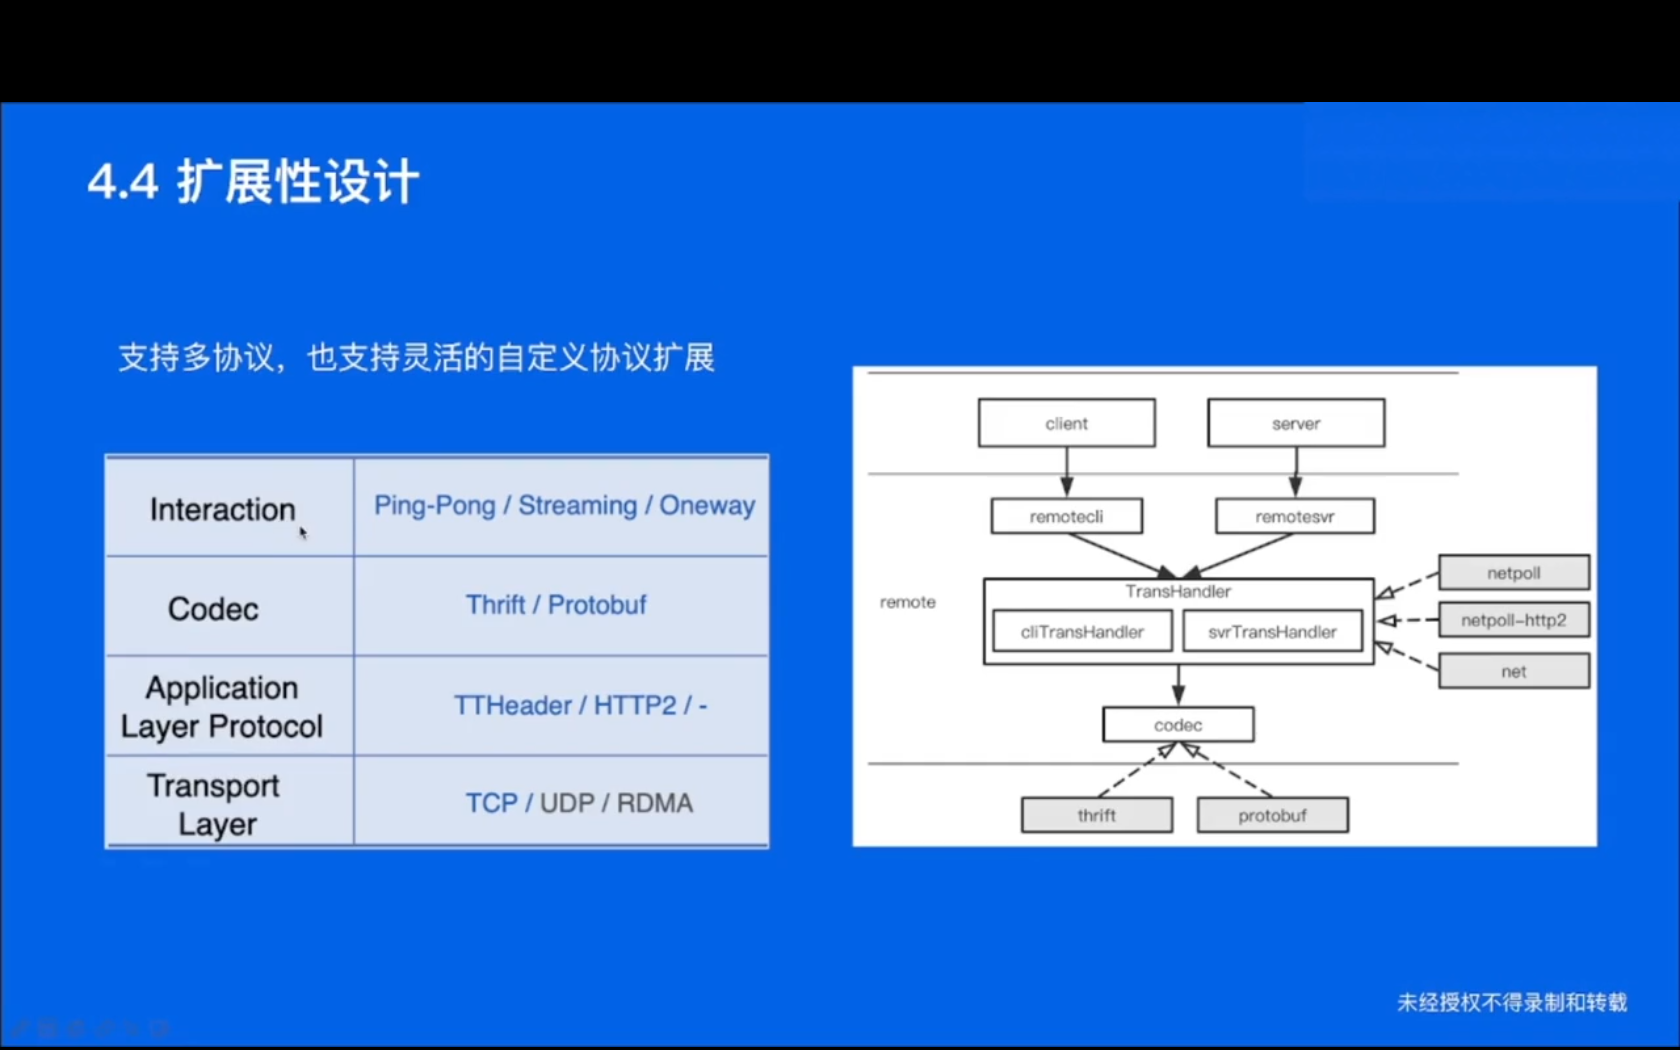 4.4 扩展性设计
支持多协议，也支持灵活的自定义协议扩展
Interaction
Ping-Pong / Streaming / Oneway
Codec
Thrift / Protobuf
Application
Layer Protocol
TTHeader / HTTP2 / -
Transport
Layer
TCP / UDP / RDMA
client
server
remotecli
remotesvr
remote
TransHandler
cliTransHandler
svrTransHandler
netpoll
netpoll-http2
net
codec
thrift
protobuf
未经授权不得录制和转载